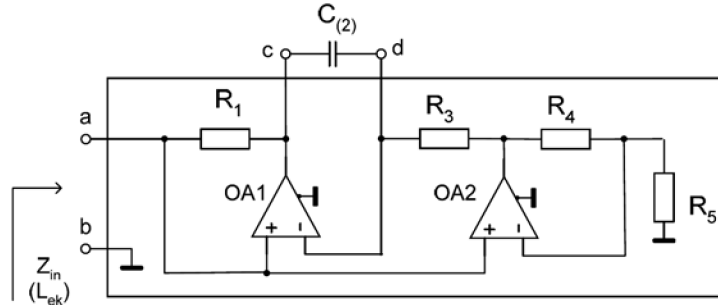 C(2)
c
d
a
R1
R3
R4
OA1
OA2
R5
+ -
+ -
b
Zin
(Lek)